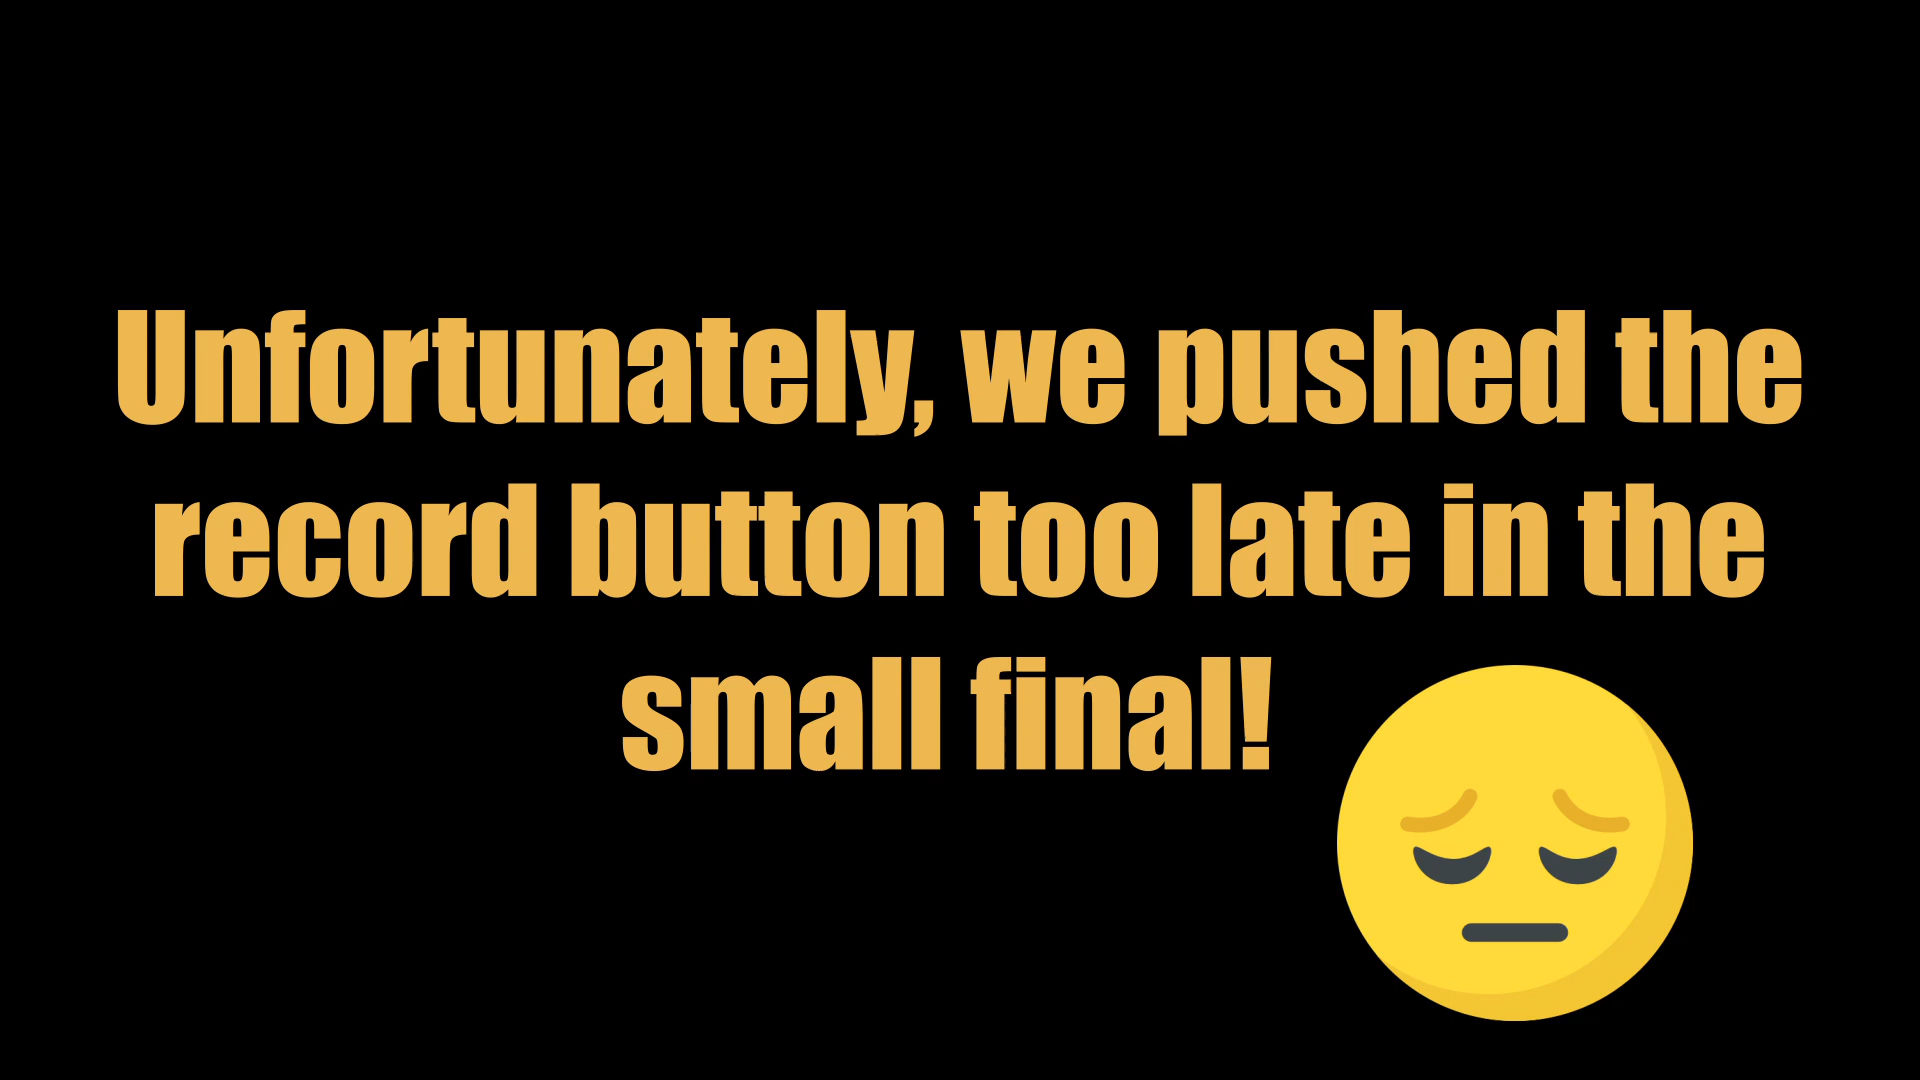 Unfortunately, we pushed the
record button too late in the
small final!